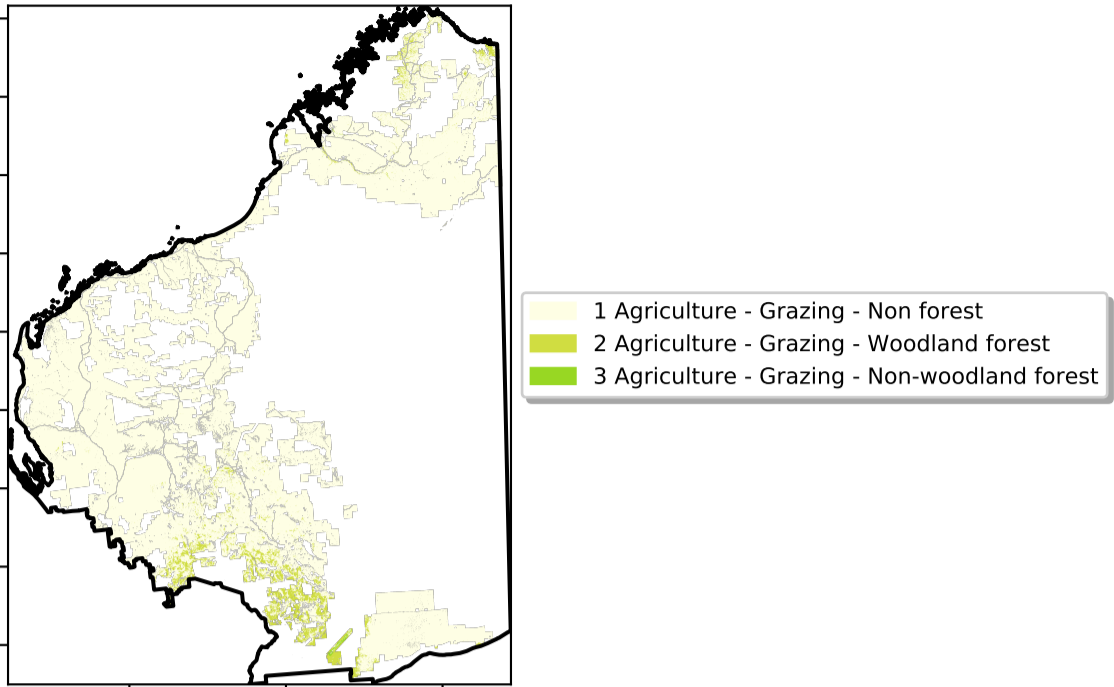 1 Agriculture - Grazing - Non forest
2 Agriculture - Grazing - Woodland forest
3 Agriculture - Grazing - Non-woodland forest